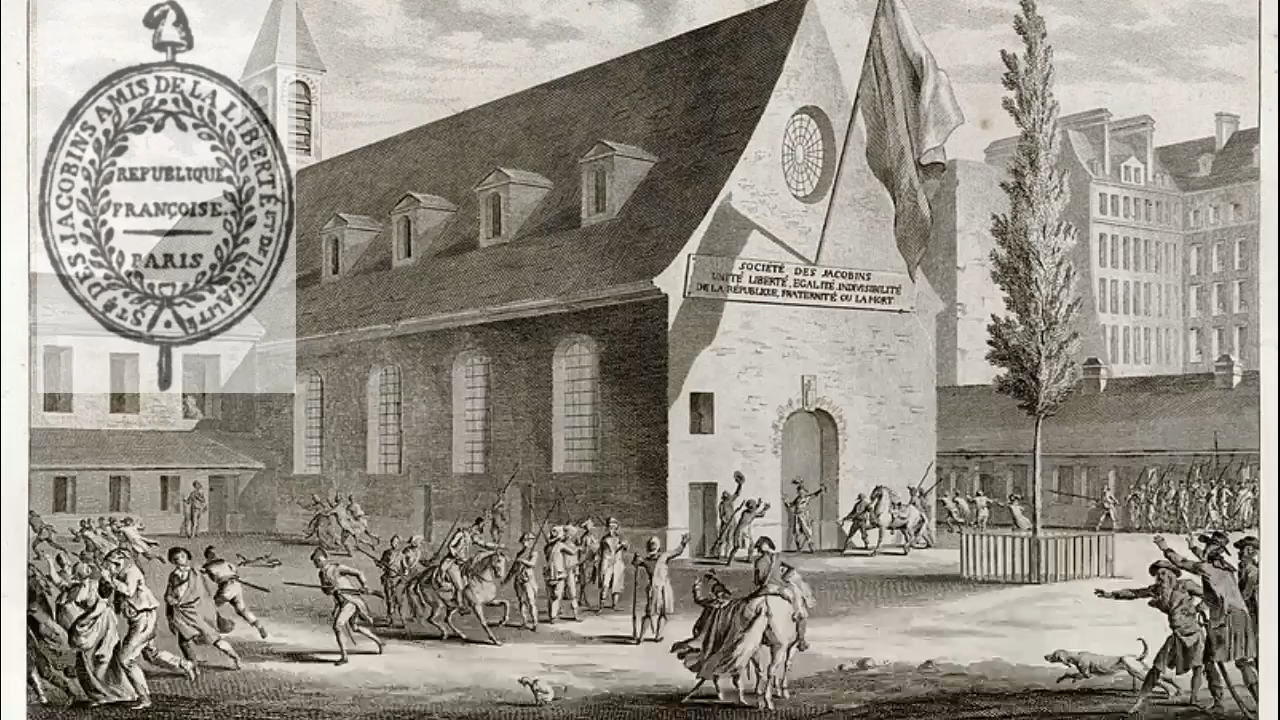 STÉ. DES JACOBINS AMIS DE LA LIBERTÉ ET DE L'EGALITÉ
REPUBLIQUE
FRANÇOISE.
PARIS
SOCIÉTÉ DES JACOBINS
UNITÉ LIBERTÉ, EGALITÉ, INDIVISIBILITÉ
DE LA RÉPUBLIQUE, FRATERNITÉ OU LA MORT